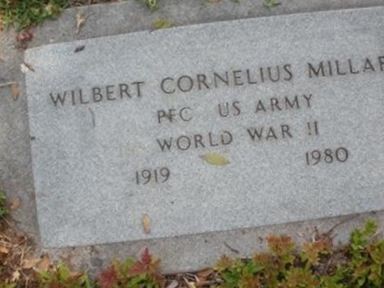 WILBERT CORNELIUS MILLAR
PFC US ARMY
WORLD WAR II
1919 1980